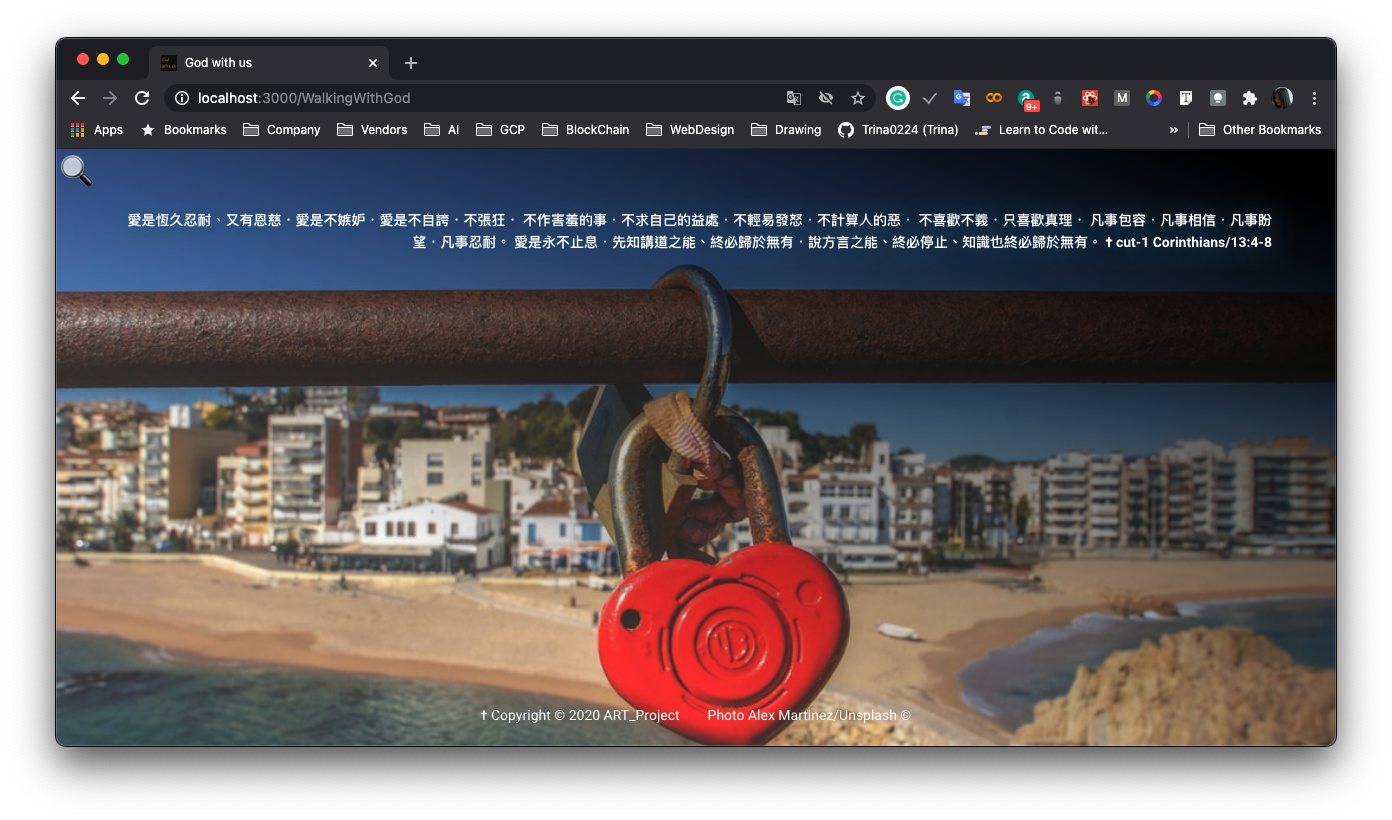 God with us
localhost:3000/WalkingWithGod
9+
M
Apps Bookmarks Company Vendors AI GCP BlockChain WebDesign Drawing Trina0224 (Trina) Learn to Code wit... » Other Bookmarks
愛是恆久忍耐、又有恩慈．愛是不嫉妒．愛是不自誇．不張狂． 不作害羞的事．不求自己的益處．不輕易發怒．不計算人的惡． 不喜歡不義．只喜歡真理． 凡事包容．凡事相信．凡事盼
望．凡事忍耐。 愛是永不止息．先知講道之能、終必歸於無有．說方言之能、終必停止、知識也終必歸於無有。 ✝cut-1 Corinthians/13:4-8
✝ Copyright © 2020 ART_Project Photo Alex Martinez/Unsplash ©